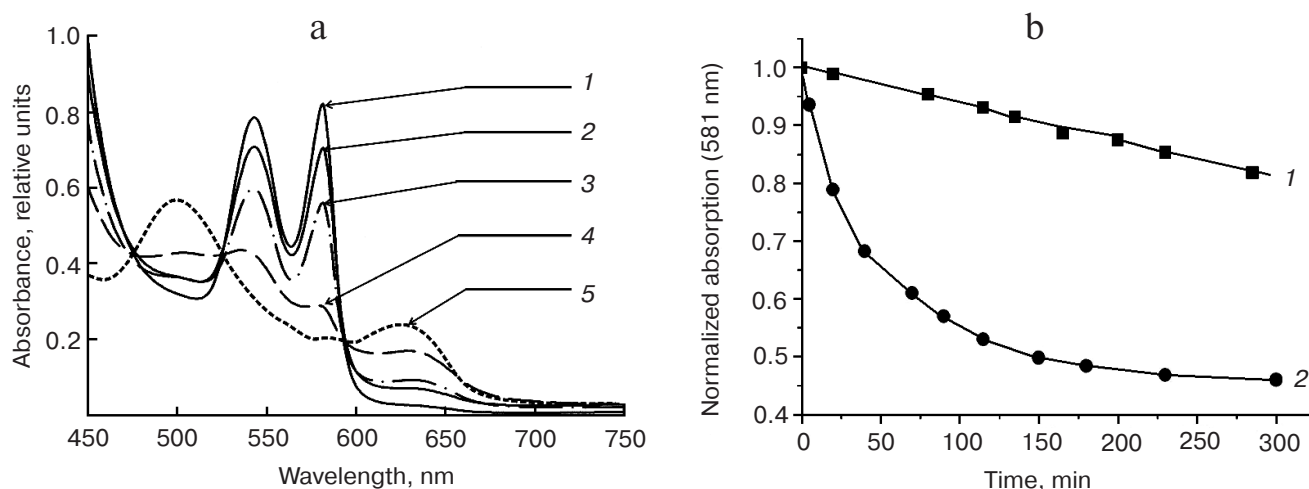 a
Absorbance, relative units
1.0
0.8
0.6
0.4
0.2
450 500 550 600 650 700 750
Wavelength, nm
1
2
3
4
5
b
Normalized absorption (581 nm)
1.0
0.9
0.8
0.7
0.6
0.5
0.4
0 50 100 150 200 250 300
Time, min
1
2